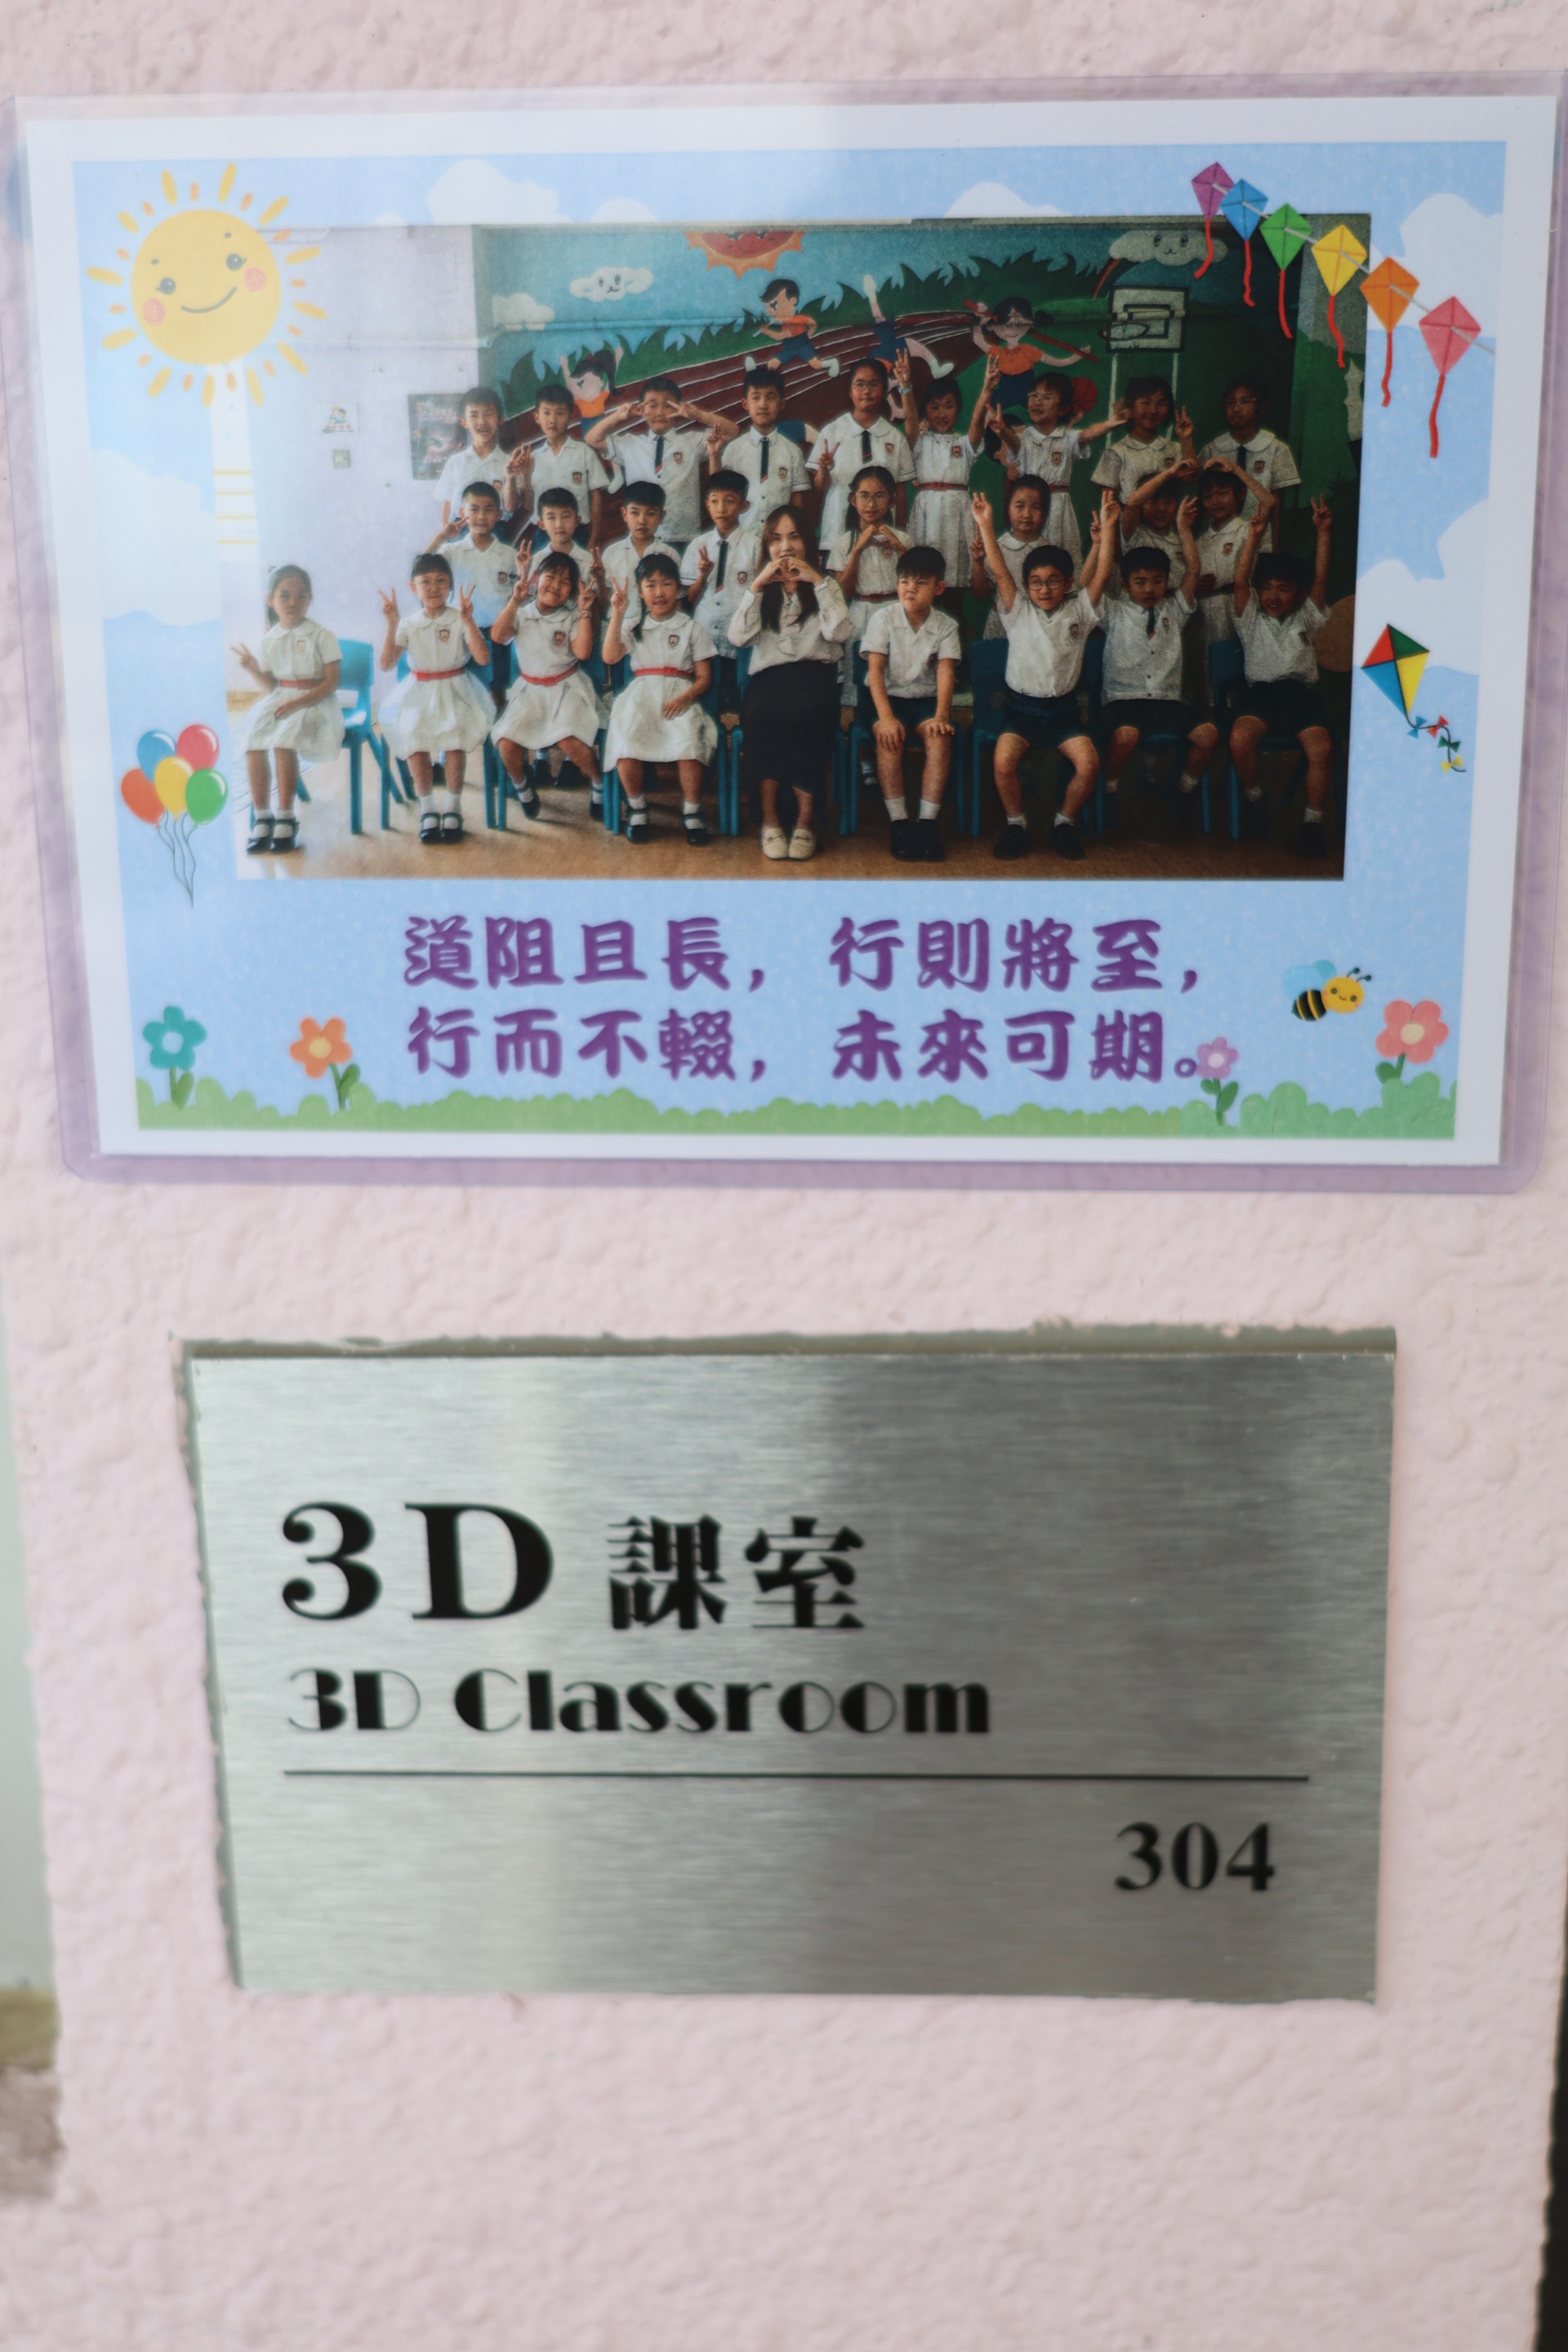 道阻且長，行則將至，
行而不輟，未來可期。
3D 課室
3D Classroom
304